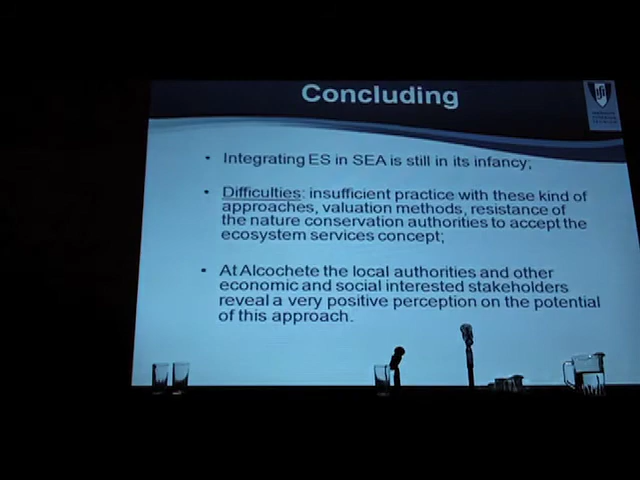 Concluding
• Integrating ES in SEA is still in its infancy;
• Difficulties: insufficient practice with these kind of
approaches, valuation methods, resistance of
the nature conservation authorities to accept the
ecosystem services concept;
• At Alcochete the local authorities and other
economic and social interested stakeholders
reveal a very positive perception on the potential
of this approach.